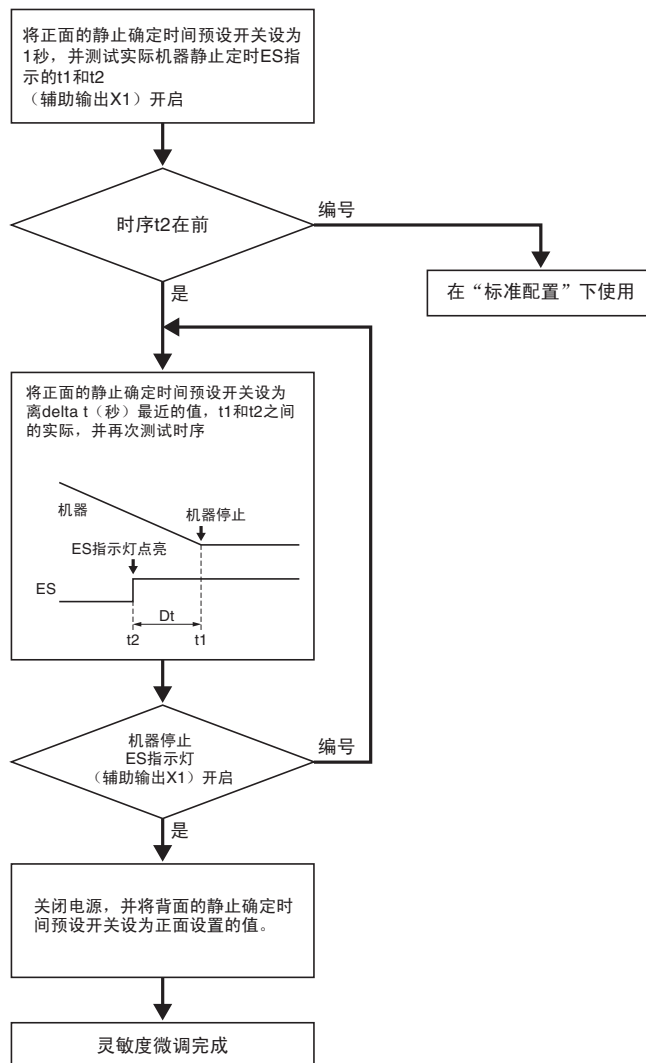 将正面的静止确定时间预设开关设为
1秒，并测试实际机器静止定时ES指
示的t1和t2
（辅助输出X1）开启
时序t2在前
编号
在“标准配置”下使用
是
将正面的静止确定时间预设开关设为
离delta t（秒）最近的值，t1和t2之间
的实际，并再次测试时序
机器
机器停止
ES指示灯点亮
ES
Dt
t2
t1
机器停止
ES指示灯
（辅助输出X1）开启
编号
是
关闭电源，并将背面的静止确定时
间预设开关设为正面设置的值。
灵敏度微调完成